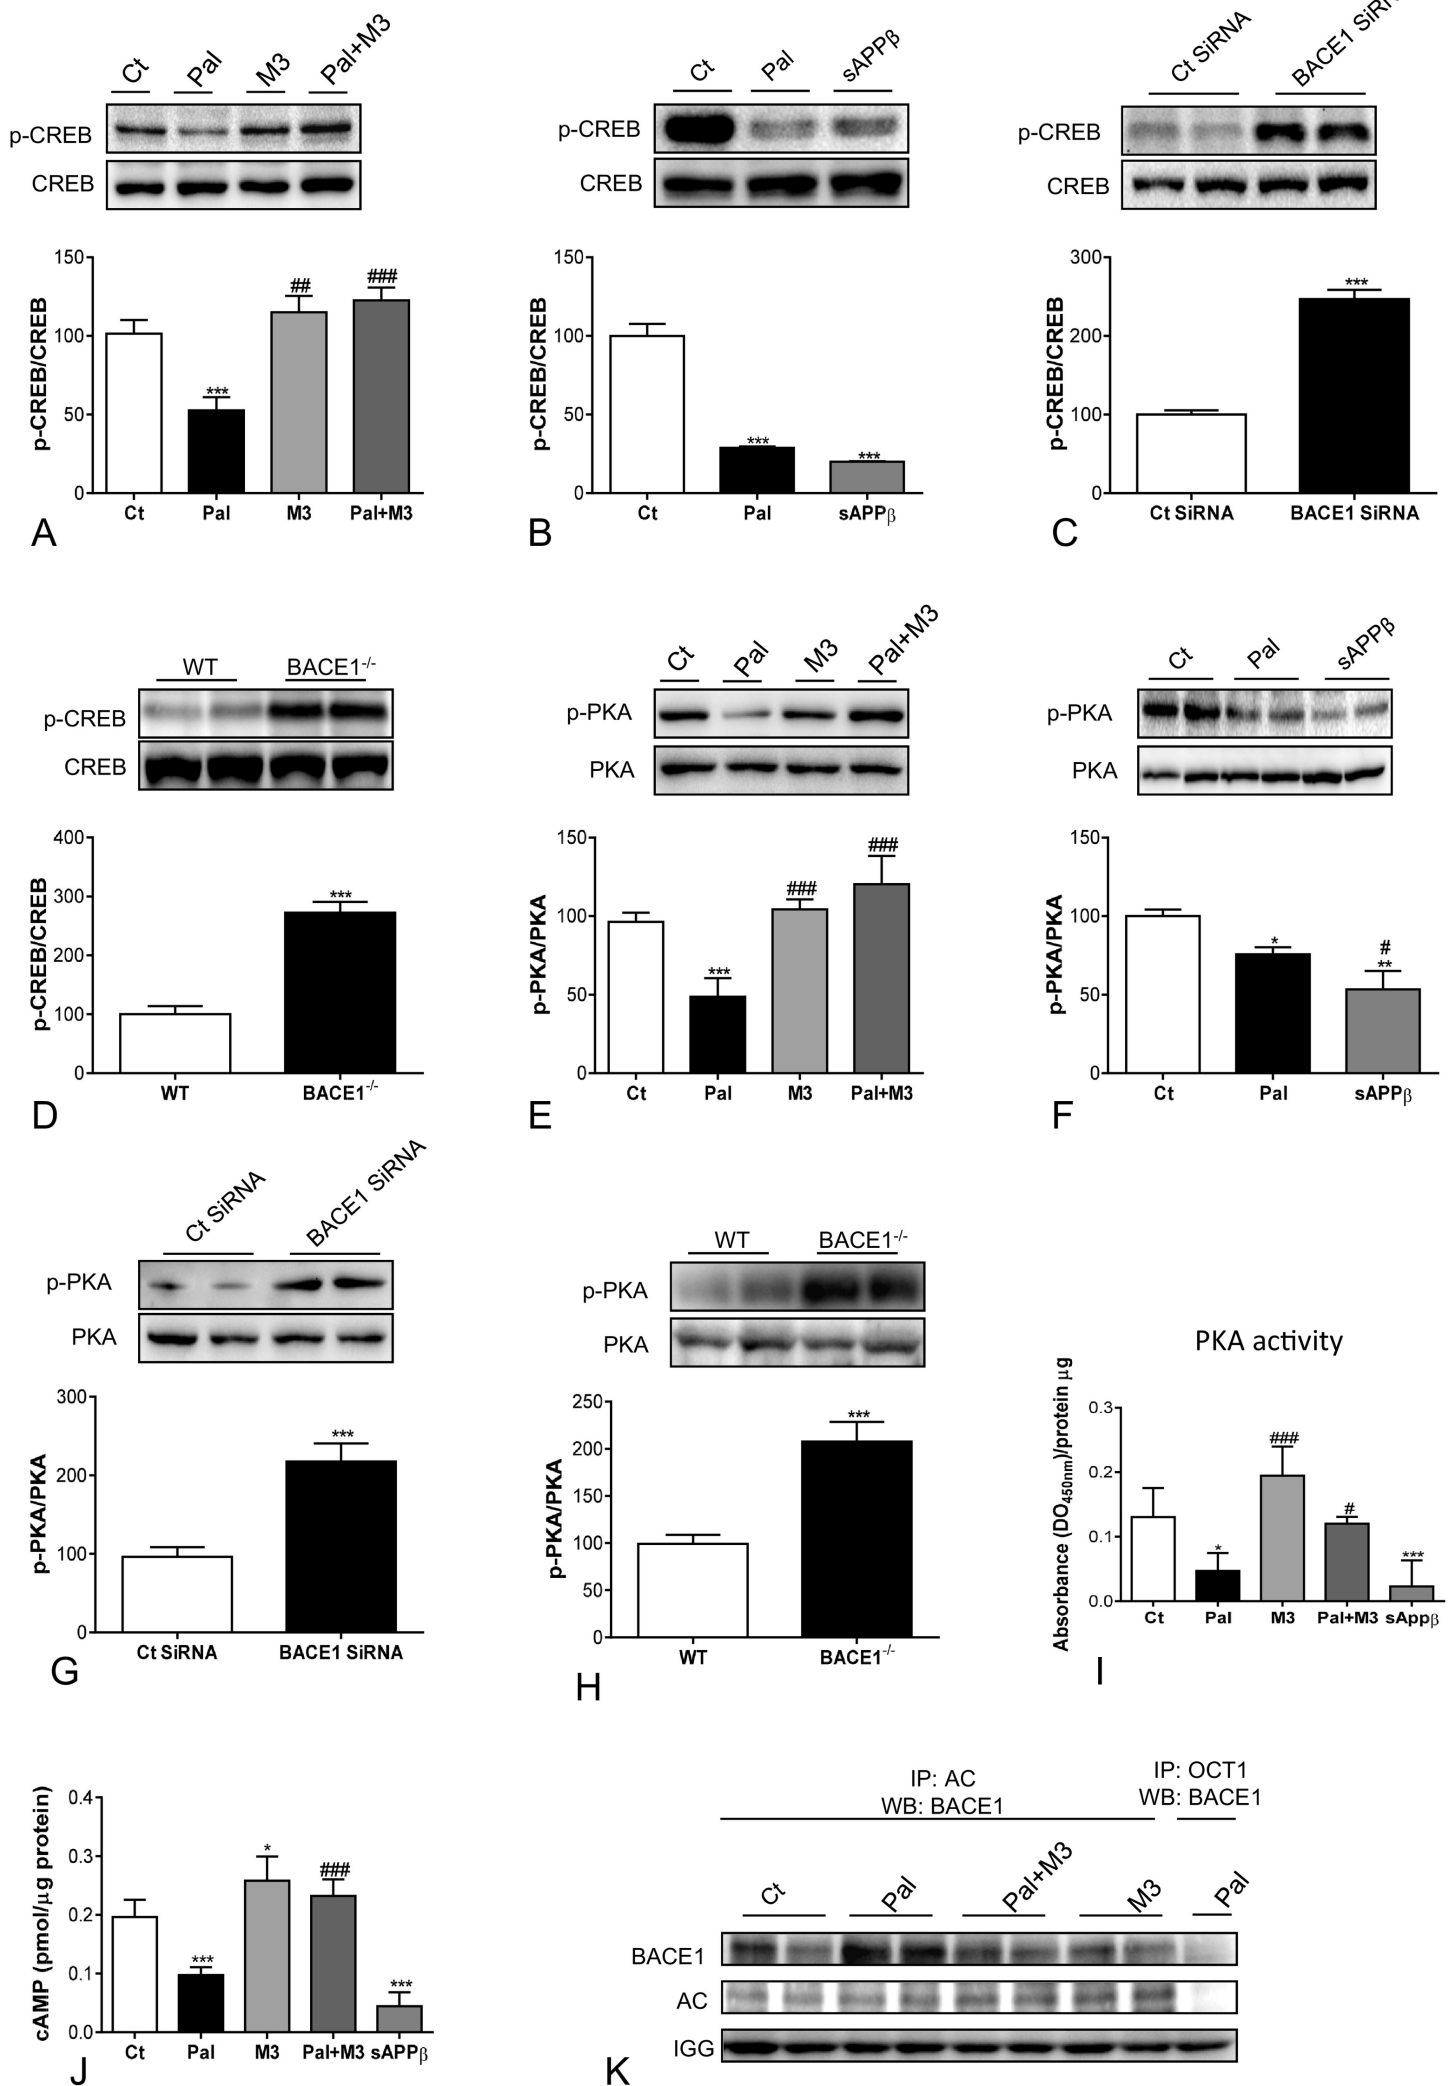 Ct Pal M3 Pal+M3
p-CREB
CREB
p-CREB/CREB
150
100
50
0
***
##
###
Ct Pal M3 Pal+M3
A
Ct Pal sAPPβ
p-CREB
CREB
p-CREB/CREB
150
100
50
0
***
***
Ct Pal sAPPβ
B
Ct SiRNA BACE1
p-CREB
CREB
p-CREB/CREB
300
200
100
0
***
Ct SiRNA BACE1 SiRNA
C
WT BACE1-/-
p-CREB
CREB
p-CREB/CREB
400
300
200
100
0
***
WT BACE1-/-
D
Ct Pal M3 Pal+M3
p-PKA
PKA
p-PKA/PKA
150
100
50
0
***
###
###
Ct Pal M3 Pal+M3
E
Ct Pal sAPPβ
p-PKA
PKA
p-PKA/PKA
150
100
50
0
*
#
**
Ct Pal sAPPβ
F
Ct SiRNA BACE1 SiRNA
p-PKA
PKA
p-PKA/PKA
300
200
100
0
***
Ct SiRNA BACE1 SiRNA
G
WT BACE1-/-
p-PKA
PKA
p-PKA/PKA
250
200
150
100
50
0
***
WT BACE1-/-
H
PKA activity
Absorbance (DO450nm)/protein µg
0.3
0.2
0.1
0.0
*
###
#
***
Ct Pal M3 Pal+M3 sAppβ
I
cAMP (pmol/µg protein)
0.4
0.3
0.2
0.1
0.0
***
*
###
***
Ct Pal M3 Pal+M3 sAPPβ
J
IP: AC
WB: BACE1
IP: OCT1
WB: BACE1
Ct Pal Pal+M3 M3 Pal
BACE1
AC
IGG
K